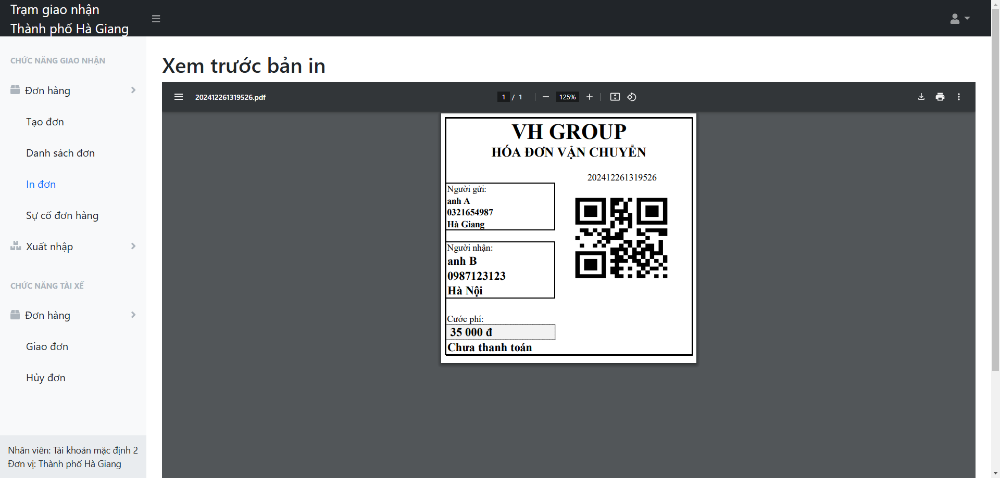 Trạm giao nhận
Thành phố Hà Giang
CHỨC NĂNG GIAO NHẬN
Đơn hàng
Tạo đơn
Danh sách đơn
In đơn
Sự cố đơn hàng
Xuất nhập
CHỨC NĂNG TÀI XẾ
Đơn hàng
Giao đơn
Hủy đơn
Nhân viên: Tài khoản mặc định 2
Đơn vị: Thành phố Hà Giang
Xem trước bản in
202412261319526.pdf
1 / 1
125%
VH GROUP
HÓA ĐƠN VẬN CHUYỂN
202412261319526
Người gửi:
anh A
0321654987
Hà Giang
Người nhận:
anh B
0987123123
Hà Nội
Cước phí:
35 000 đ
Chưa thanh toán